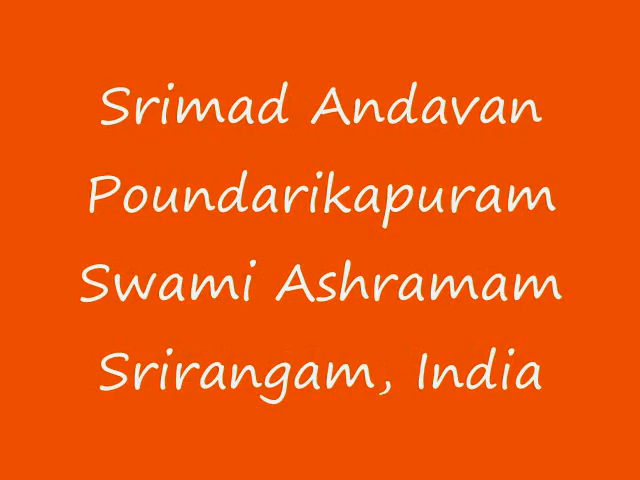 Srimad Andavan
Poundarikapuram
Swami Ashramam
Srirangam, India